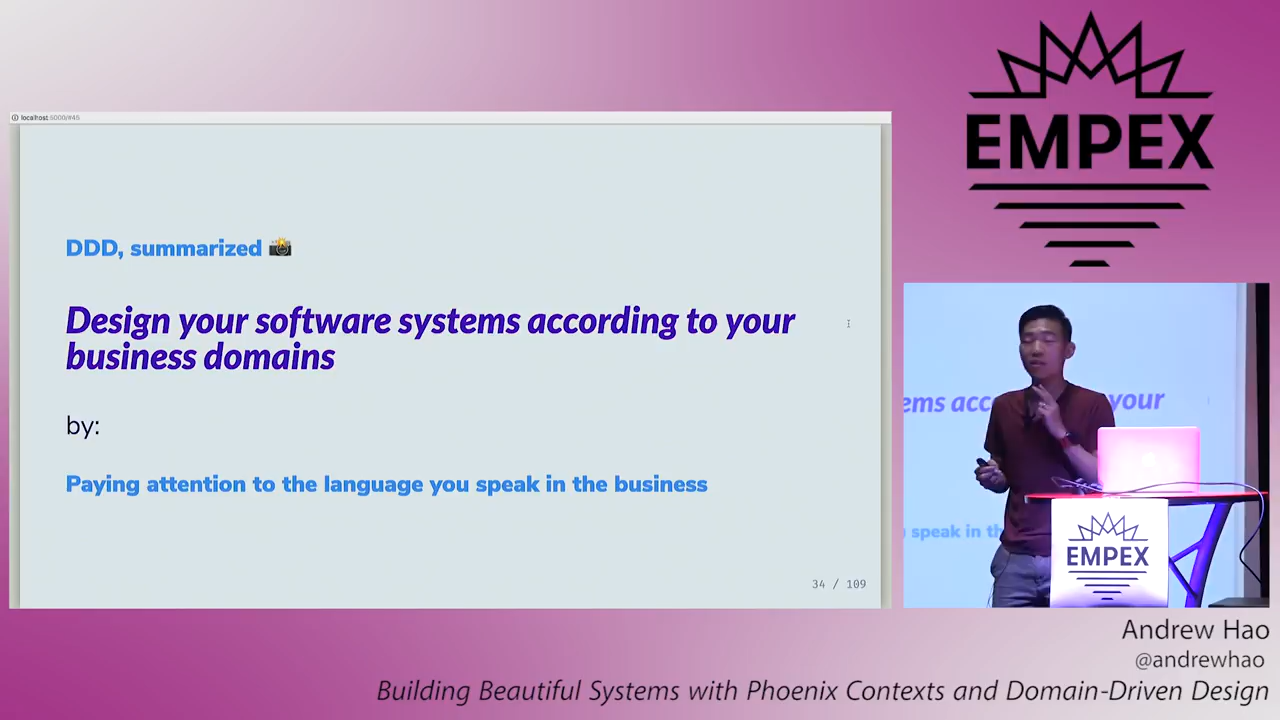 localhost:5000/#45
DDD, summarized 📸
Design your software systems according to your
business domains
by:
Paying attention to the language you speak in the business
34 / 109
EMPEX
ems acc your
speak in th
EMPEX
Andrew Hao
@andrewhao
Building Beautiful Systems with Phoenix Contexts and Domain-Driven Design